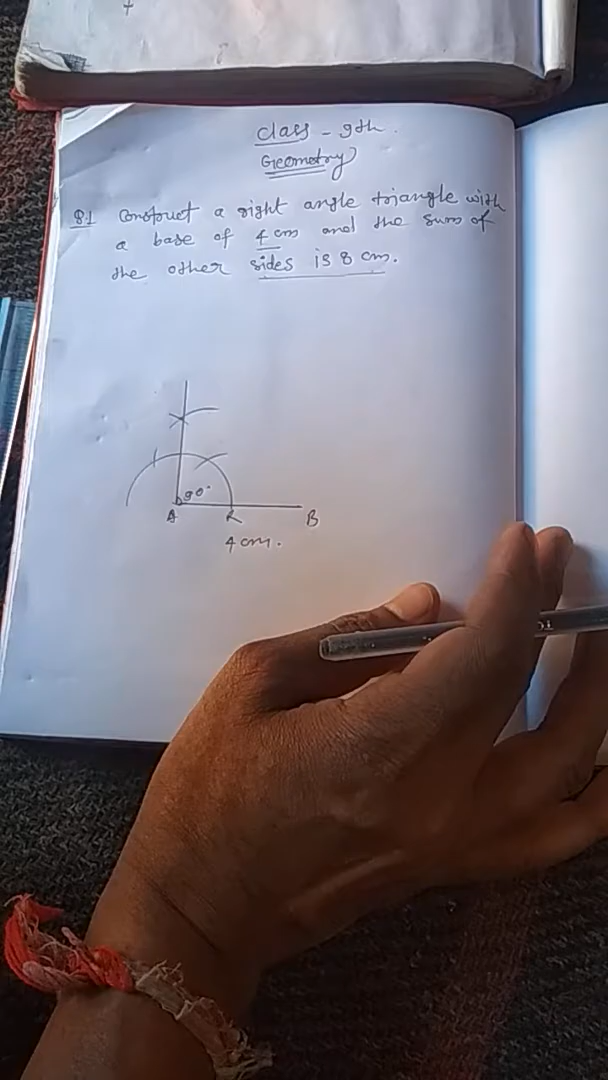 Class - 9th.
Geometry
Q.1 Construct a right angle triangle with
a base of 4 cm and the sum of
the other sides is 8 cm.
90°
A R B
4 cm.